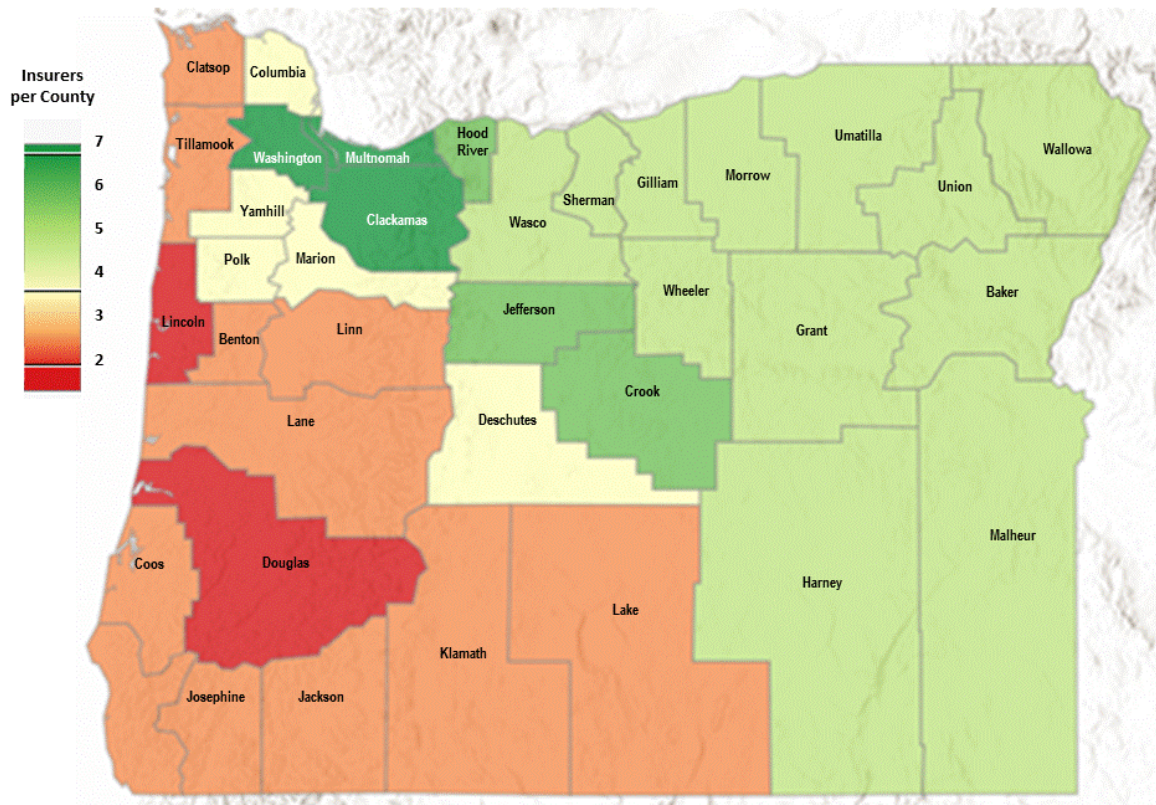 Insurers
per County
7
6
5
4
3
2
Clatsop
Columbia
Tillamook
Washington
Multnomah
Hood
River
Clackamas
Yamhill
Polk
Marion
Lincoln
Benton
Linn
Lane
Wasco
Sherman
Gilliam
Morrow
Umatilla
Union
Wallowa
Baker
Wheeler
Grant
Jefferson
Crook
Deschutes
Coos
Douglas
Josephine
Jackson
Klamath
Lake
Harney
Malheur